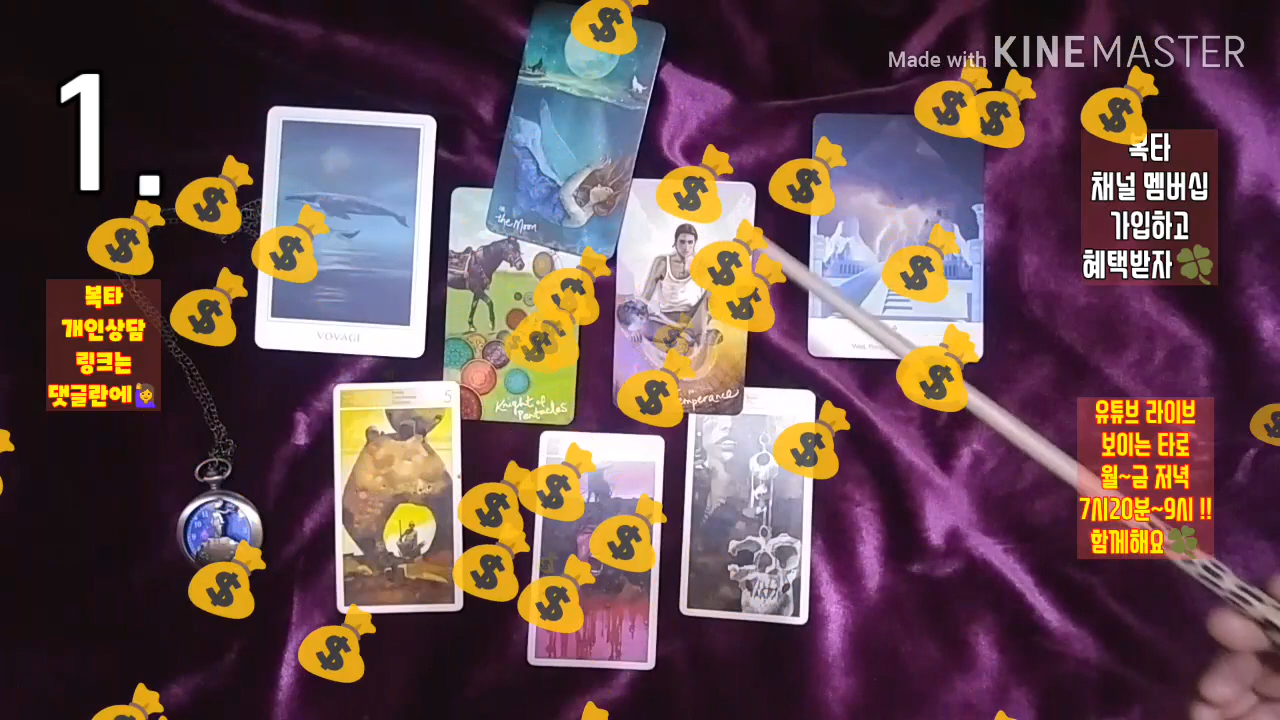 1.
Made with KINEMASTER
복타
채널 멤버십
가입하고
혜택받자
복타
개인상담
링크는
댓글란에
유튜브 라이브
보이는 타로
월~금 저녁
7시20분~9시 !!
함께해요
the Moon
VOYAGE
Knight of
Pentacles
emperance
5